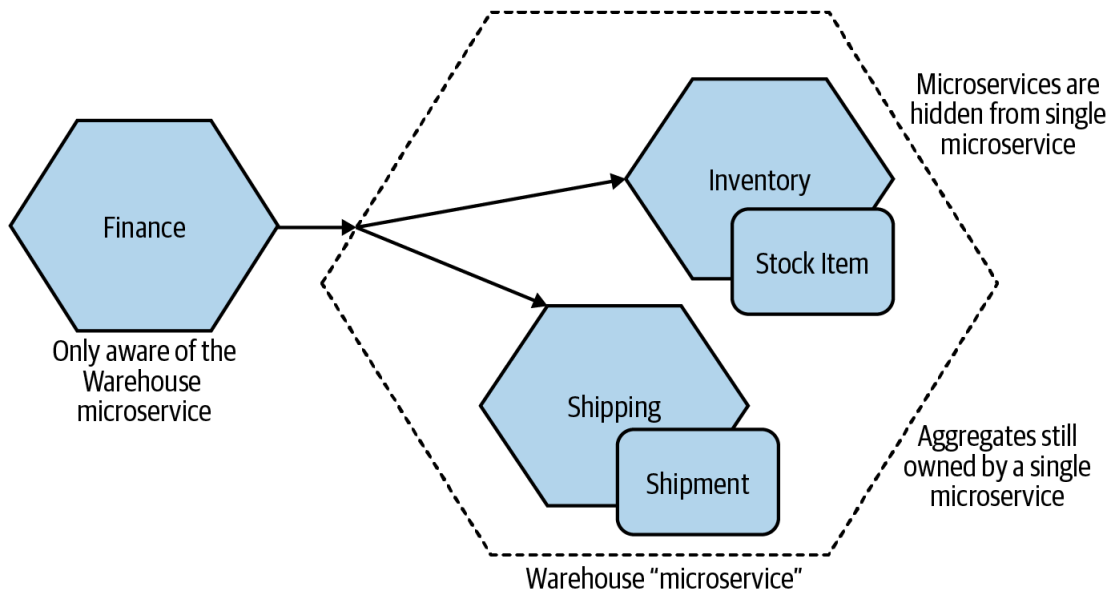 Finance
Only aware of the
Warehouse
microservice
Inventory
Stock Item
Shipping
Shipment
Microservices are
hidden from single
microservice
Aggregates still
owned by a single
microservice
Warehouse “microservice”